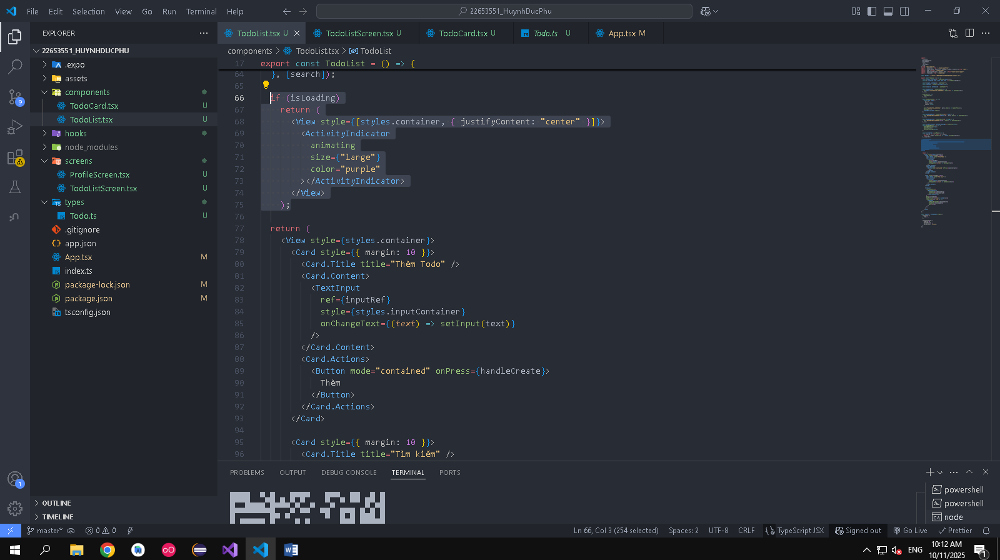 File Edit Selection View Go Run Terminal Help
22653551_HuynhDucPhu
EXPLORER
22653551_HUYNHDUCPHU
.expo
assets
components
TodoCard.tsx U
TodoList.tsx U
hooks
node_modules
screens
ProfileScreen.tsx U
TodoListScreen.tsx U
types
Todo.ts U
.gitignore
app.json
App.tsx M
index.ts
package-lock.json M
package.json M
tsconfig.json
OUTLINE
TIMELINE
9
1
TodoList.tsx U
TodoListScreen.tsx U
TodoCard.tsx U
Todo.ts U
App.tsx M
components > TodoList.tsx > TodoList
17 export const TodoList = () => {
64 }, [search]);
65
66 if (isLoading)
67 return (
68 <View style={[styles.container, { justifyContent: "center" }]}>
69 <ActivityIndicator
70 animating
71 size={"large"}
72 color="purple"
73 ></ActivityIndicator>
74 </View>
75 );
76
77 return (
78 <View style={styles.container}>
79 <Card style={{ margin: 10 }}>
80 <Card.Title title="Thêm Todo" />
81 <Card.Content>
82 <TextInput
83 ref={inputRef}
84 style={styles.inputContainer}
85 onChangeText={(text) => setInput(text)}
86 />
87 </Card.Content>
88 <Card.Actions>
89 <Button mode="contained" onPress={handleCreate}>
90 Thêm
91 </Button>
92 </Card.Actions>
93 </Card>
94
95 <Card style={{ margin: 10 }}>
96 <Card.Title title="Tìm kiếm" />
PROBLEMS OUTPUT DEBUG CONSOLE TERMINAL PORTS
powershell
powershell
node
master* 0 0 Ln 66, Col 3 (254 selected) Spaces: 2 UTF-8 CRLF TypeScript JSX Signed out Go Live Prettier
ENG 10:12 AM
10/11/2025
1